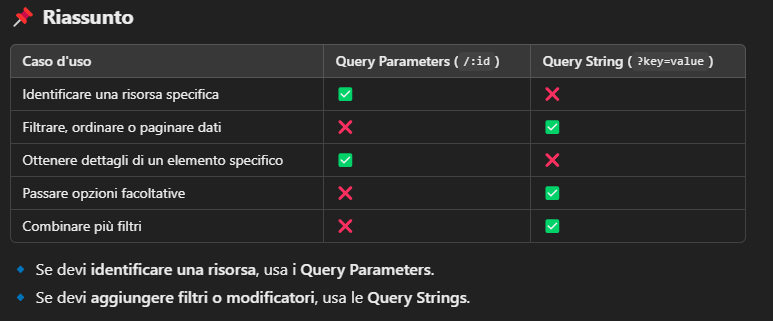 📌 Riassunto
Caso d'uso Query Parameters ( /:id ) Query String ( ?key=value )
Identificare una risorsa specifica ✅ ❌
Filtrare, ordinare o paginare dati ❌ ✅
Ottenere dettagli di un elemento specifico ✅ ❌
Passare opzioni facoltative ❌ ✅
Combinare più filtri ❌ ✅
🔹 Se devi identificare una risorsa, usa i Query Parameters.
🔹 Se devi aggiungere filtri o modificatori, usa le Query Strings.